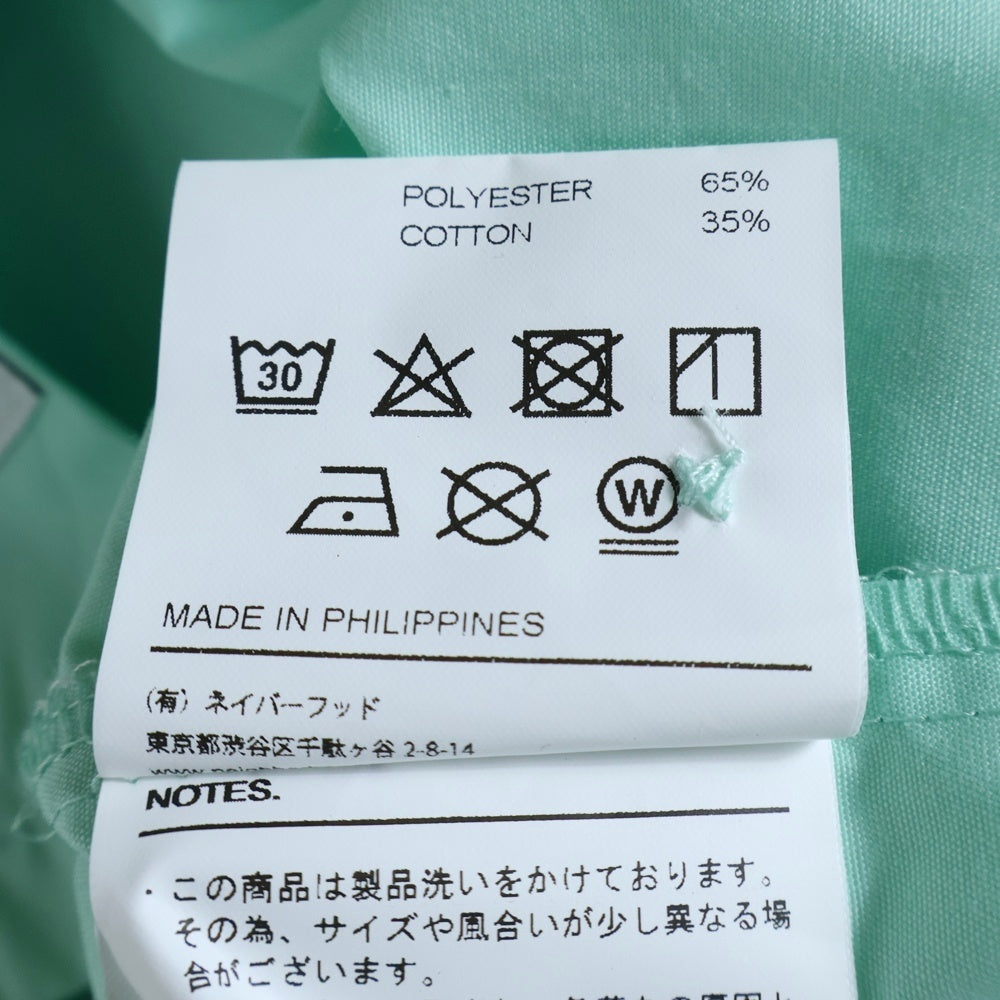 POLYESTER 65%
COTTON 35%
30
W
MADE IN PHILIPPINES
(有) ネイバーフッド
東京都渋谷区千駄ヶ谷 2-8-14
NOTES.
・この商品は製品洗いをかけております。
その為、サイズや風合いが少し異なる場
合がございます。